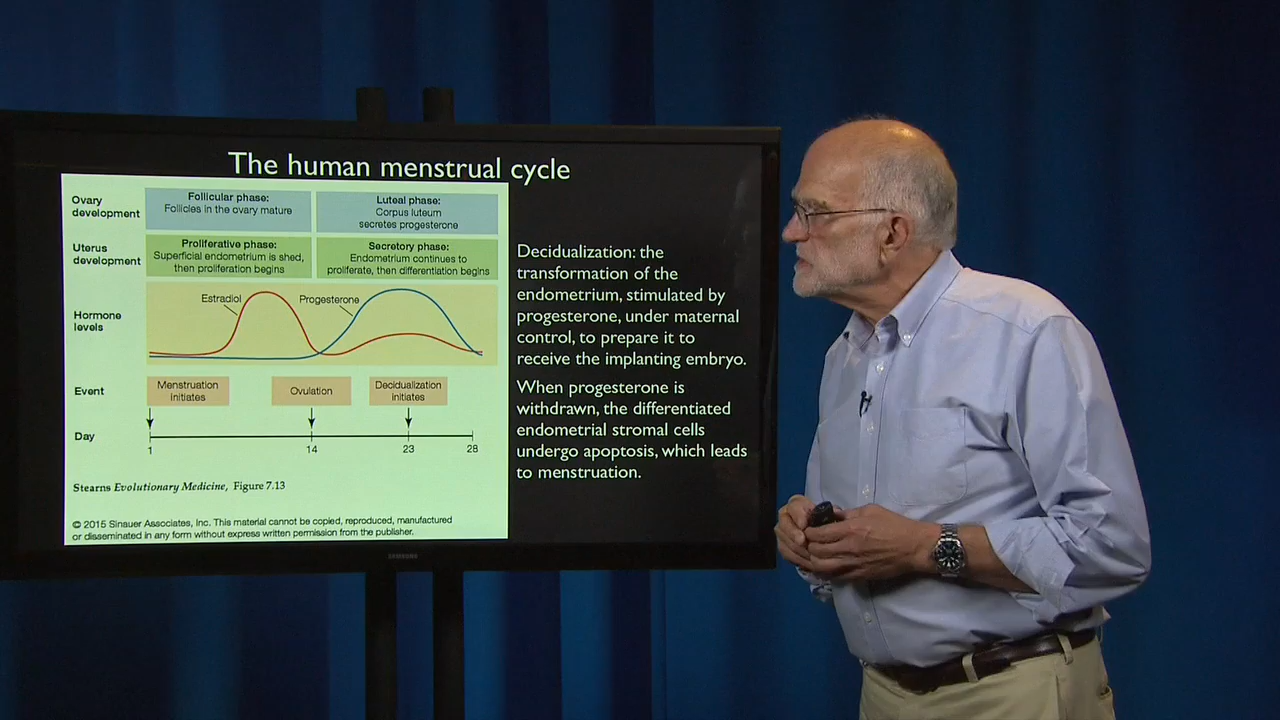 The human menstrual cycle
Ovary
development
Follicular phase:
Follicles in the ovary mature
Luteal phase:
Corpus luteum
secretes progesterone
Uterus
development
Proliferative phase:
Superficial endometrium is shed,
then proliferation begins
Secretory phase:
Endometrium continues to
proliferate, then differentiation begins
Hormone
levels
Estradiol
Progesterone
Event
Menstruation
initiates
Ovulation
Decidualization
initiates
Day
1
14
23
28
Stearns Evolutionary Medicine, Figure 7.13
© 2015 Sinauer Associates, Inc. This material cannot be copied, reproduced, manufactured
or disseminated in any form without express written permission from the publisher.
Decidualization: the
transformation of the
endometrium, stimulated by
progesterone, under maternal
control, to prepare it to
receive the implanting embryo.
When progesterone is
withdrawn, the differentiated
endometrial stromal cells
undergo apoptosis, which leads
to menstruation.
SAMSUNG